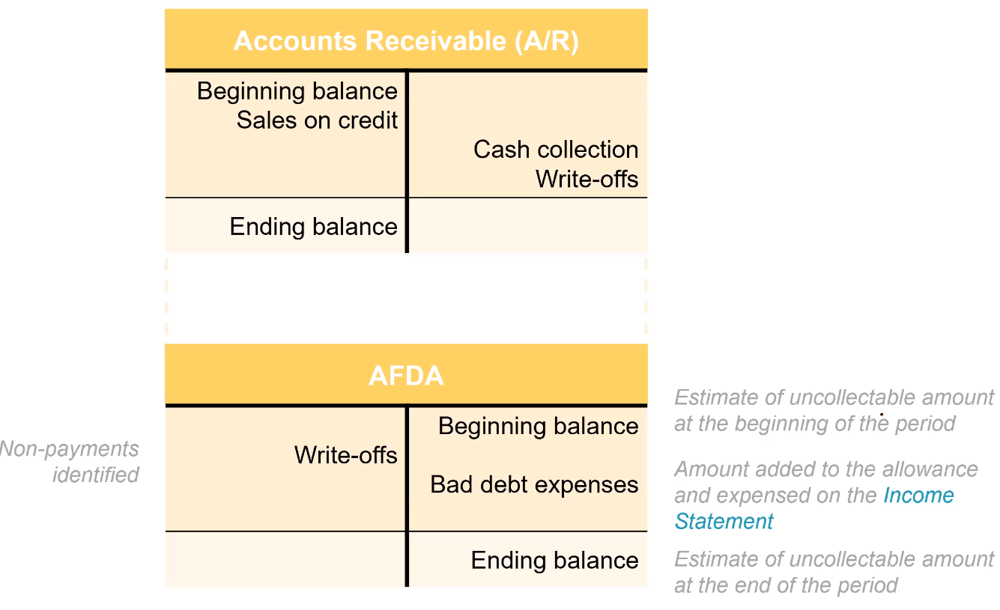 Accounts Receivable (A/R)
Beginning balance
Sales on credit
Cash collection
Write-offs
Ending balance
AFDA
Beginning balance
Estimate of uncollectable amount
at the beginning of the period
Non-payments
identified
Write-offs
Bad debt expenses
Amount added to the allowance
and expensed on the Income
Statement
Ending balance
Estimate of uncollectable amount
at the end of the period